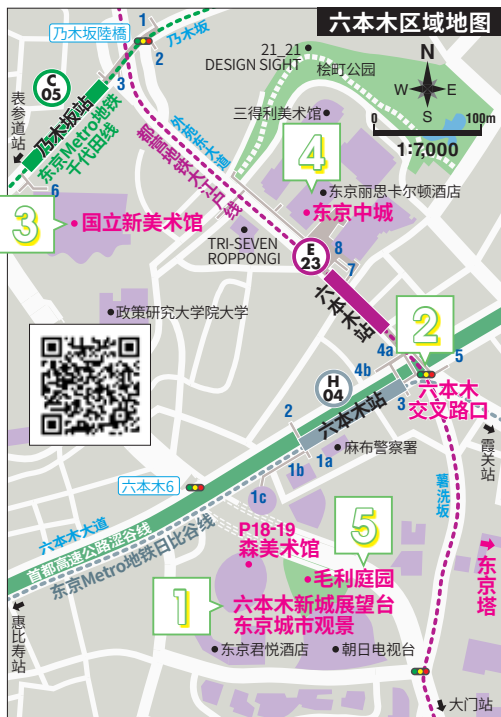 六本木区域地图
乃木坂陸橋
1
乃木坂
2
21_21
DESIGN SIGHT
桧町公园
N
W
E
S
0
100m
1:7,000
C
05
3
表参道站
乃木坂站
东京Metro地铁
千代田线
外苑东大道
都营地铁大江户线
三得利美术馆
4
东京丽思卡尔顿酒店
东京中城
6
3
国立新美术馆
TRI-SEVEN
ROPPONGI
E
23
8
7
六本木站
政策研究大学院大学
2
4a
4b
5
H
04
六本木站
3
六本木
交叉路口
2
霞关站
麻布警察署
1a
1b
1c
六本木6
薯洗坂
六本木大道
首都高速公路涩谷线
东京Metro地铁日比谷线
P18-19
森美术馆
5
毛利庭园
东京塔
1
六本木新城展望台
东京城市观景
惠比寿站
东京君悦酒店
朝日电视台
大门站